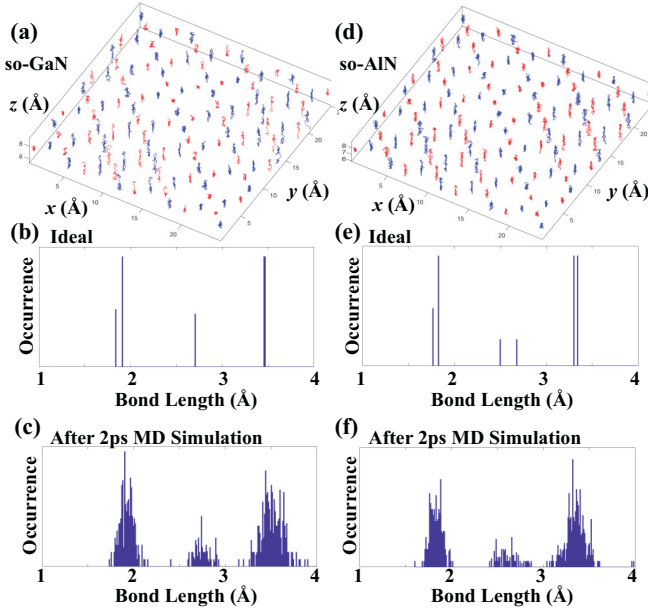 (a)
so-GaN
z (Å)
8
6
5
10
15
20
x (Å)
5
10
15
20
y (Å)
(b) Ideal
Occurrence
1 2 3 4
Bond Length (Å)
(c) After 2ps MD Simulation
Occurrence
1 2 3 4
Bond Length (Å)
(d)
so-AlN
z (Å)
8
7
6
5
10
15
20
x (Å)
5
10
15
20
y (Å)
(e) Ideal
Occurrence
1 2 3 4
Bond Length (Å)
(f) After 2ps MD Simulation
Occurrence
1 2 3 4
Bond Length (Å)